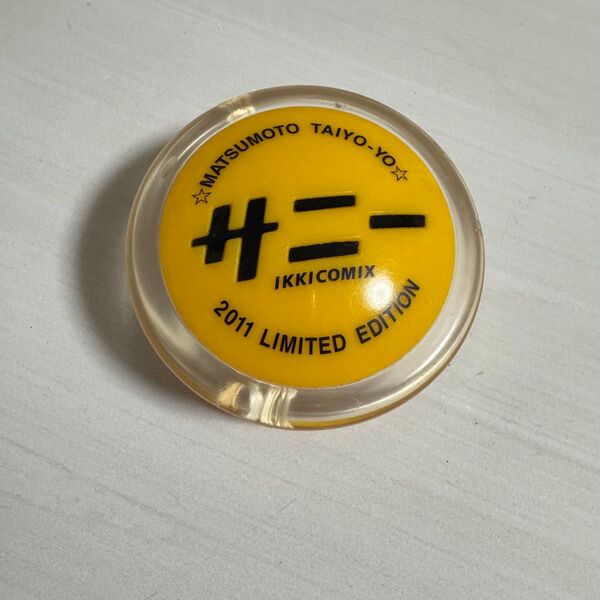 ☆MATSUMOTO TAIYO-YO☆
サニー
IKKICOMIX
2011 LIMITED EDITION